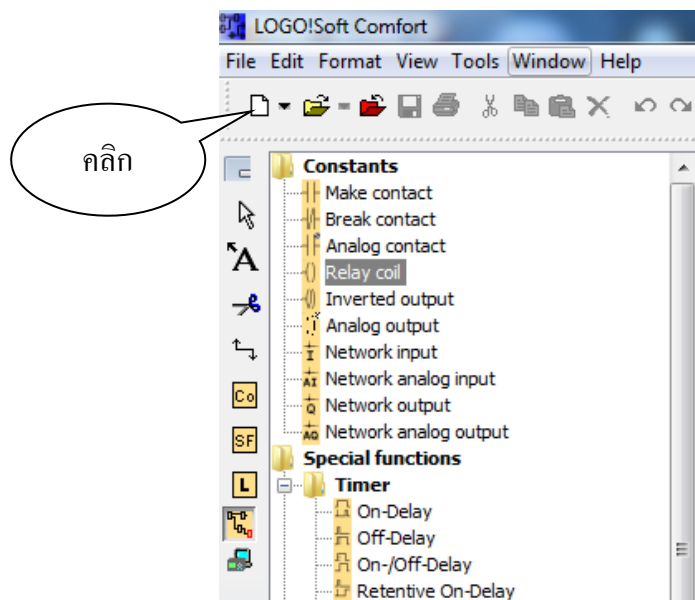 LOGO!Soft Comfort
File Edit Format View Tools Window Help
คลิก
Constants
Make contact
Break contact
A
Analog contact
Relay coil
Inverted output
Analog output
I Network input
AI Network analog input
Co
Q Network output
AQ Network analog output
SF
Special functions
L
Timer
On-Delay
Off-Delay
On-/Off-Delay
Retentive On-Delay